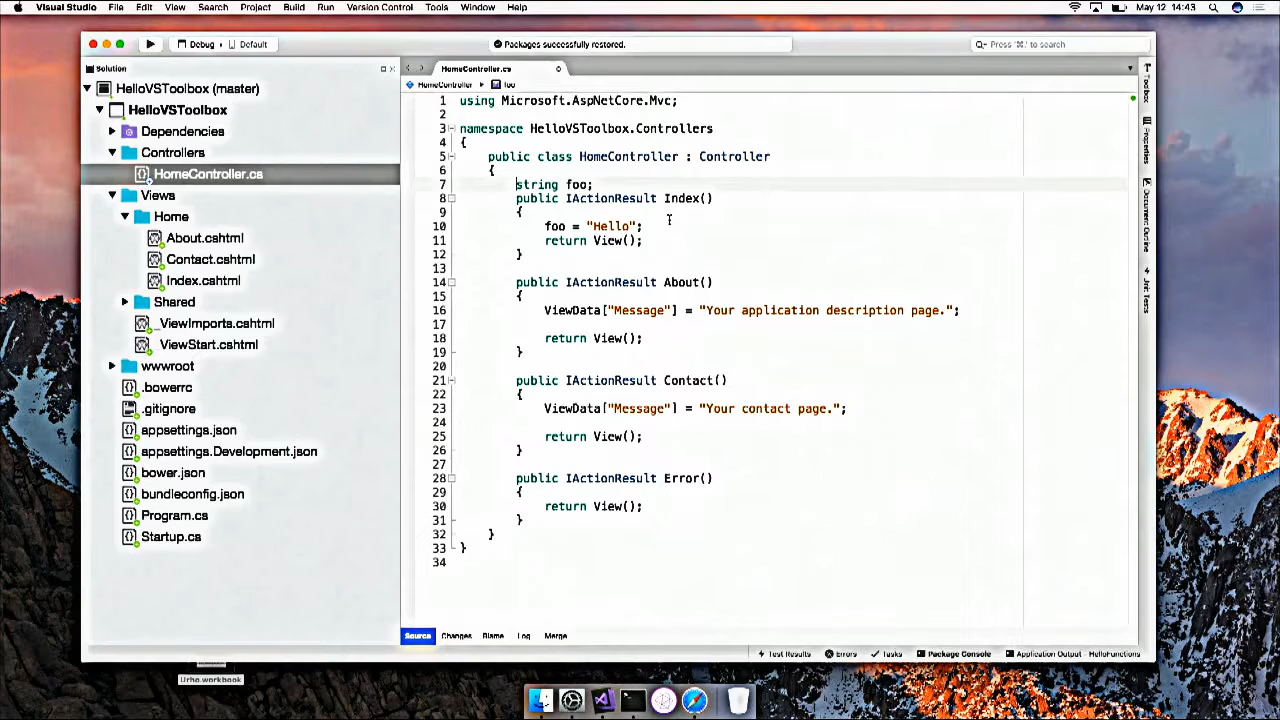 Visual Studio File Edit View Search Project Build Run Version Control Tools Window Help May 12 14:43
Debug Default
Packages successfully restored.
Press '⌘/' to search
Solution
HelloVSToolbox (master)
HelloVSToolbox
Dependencies
Controllers
HomeController.cs
Views
Home
About.cshtml
Contact.cshtml
Index.cshtml
Shared
_ViewImports.cshtml
_ViewStart.cshtml
wwwroot
.bowerrc
.gitignore
appsettings.json
appsettings.Development.json
bower.json
bundleconfig.json
Program.cs
Startup.cs
HomeController.cs
HomeController foo
1 using Microsoft.AspNetCore.Mvc;
2
3 namespace HelloVSToolbox.Controllers
4 {
5 public class HomeController : Controller
6 {
7 string foo;
8 public IActionResult Index()
9 {
10 foo = "Hello";
11 return View();
12 }
13
14 public IActionResult About()
15 {
16 ViewData["Message"] = "Your application description page.";
17
18 return View();
19 }
20
21 public IActionResult Contact()
22 {
23 ViewData["Message"] = "Your contact page.";
24
25 return View();
26 }
27
28 public IActionResult Error()
29 {
30 return View();
31 }
32 }
33 }
34
Source Changes Blame Log Merge
Toolbox
Properties
Document Outline
Unit Tests
Test Results Errors Tasks Package Console Application Output - HelloFunctions
Urho.workbook